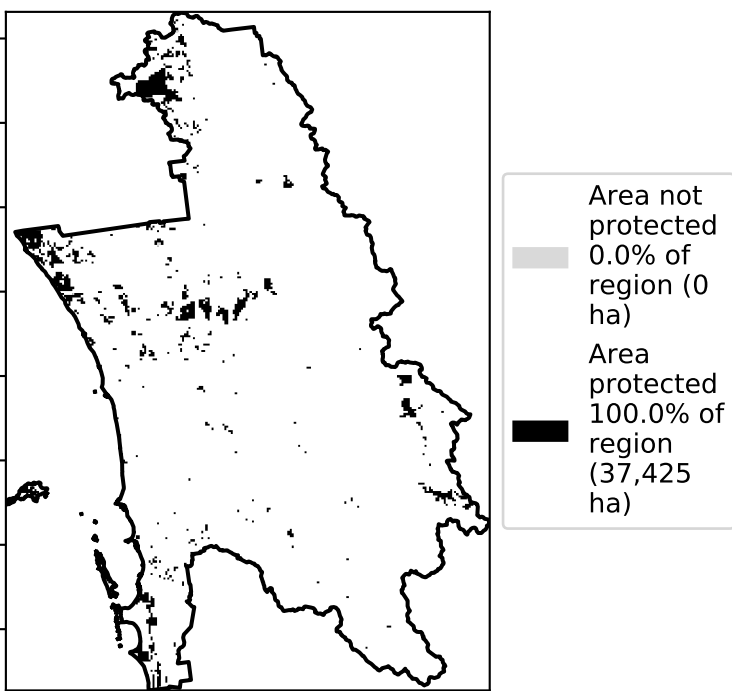 Area not
protected
0.0% of
region (0
ha)
Area
protected
100.0% of
region
(37,425
ha)